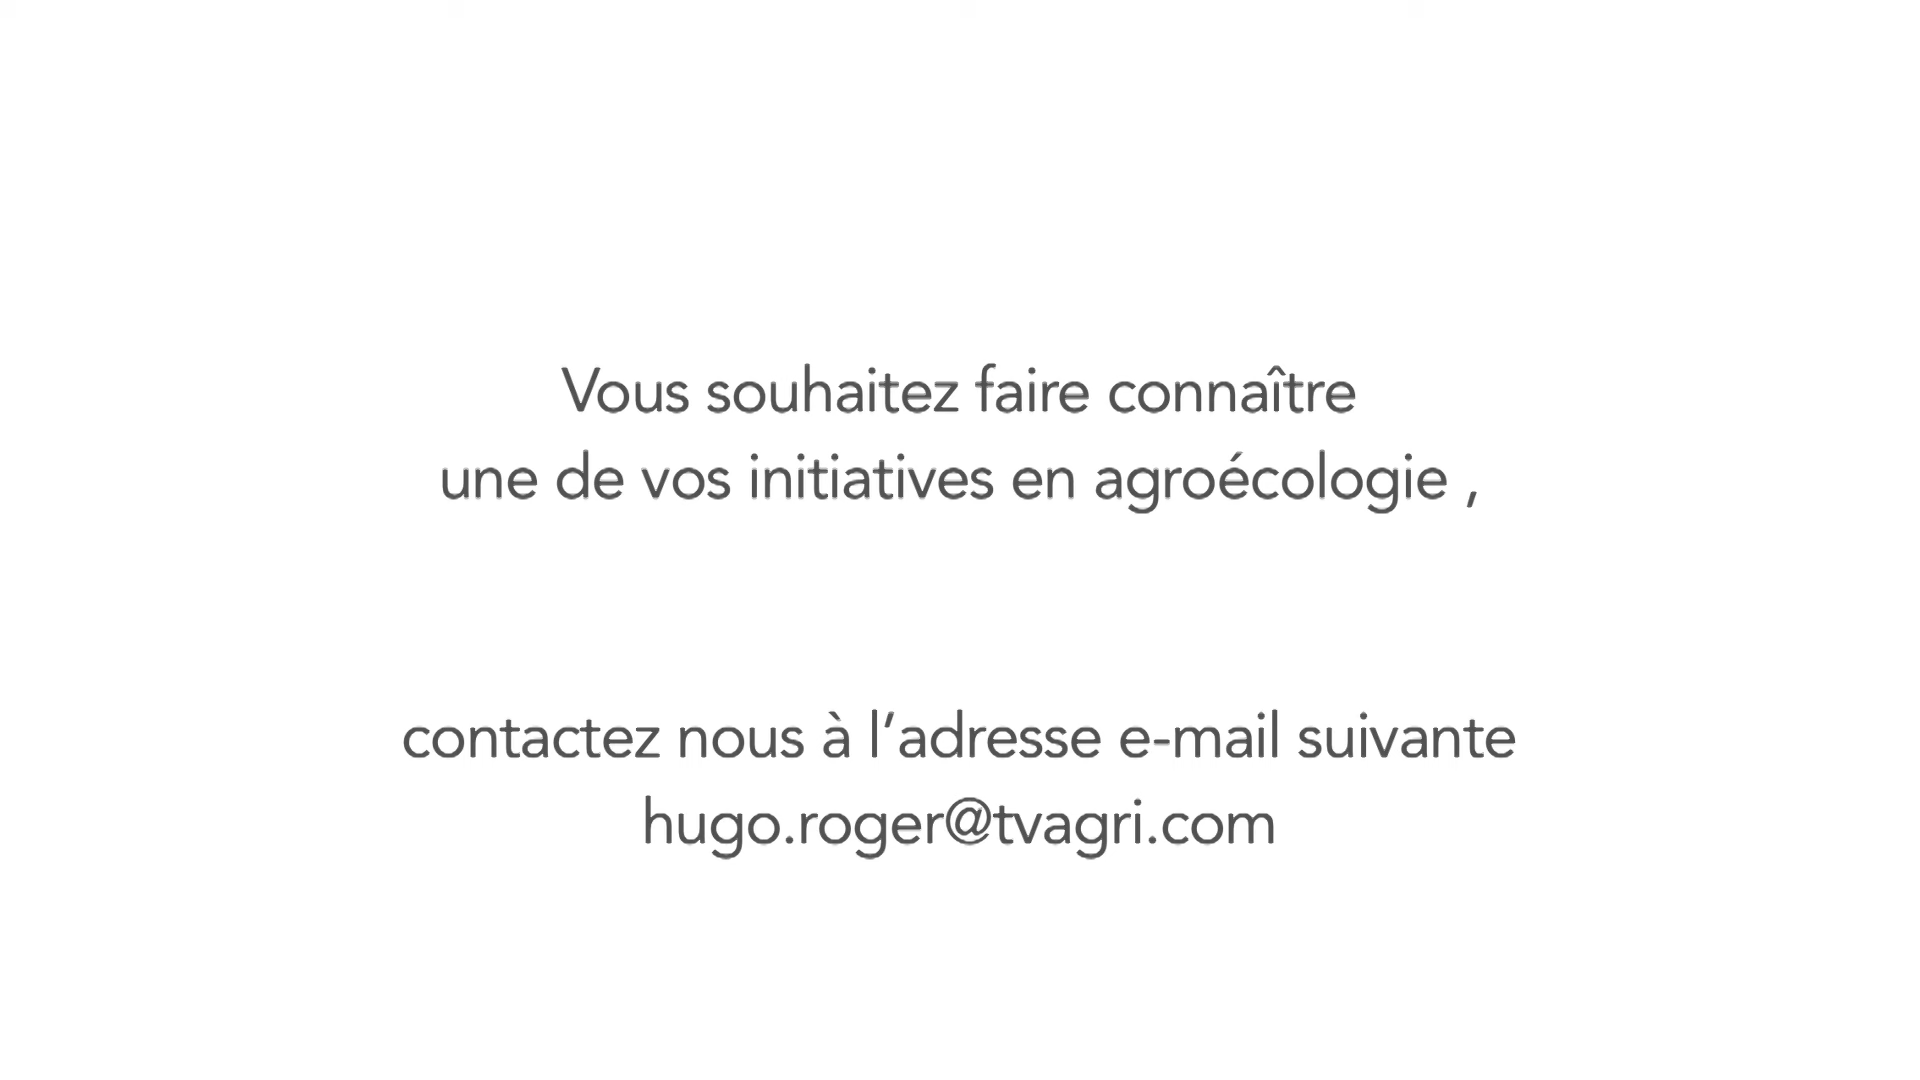 Vous souhaitez faire connaître
une de vos initiatives en agroécologie ,
contactez nous à l’adresse e-mail suivante
hugo.roger@tvagri.com